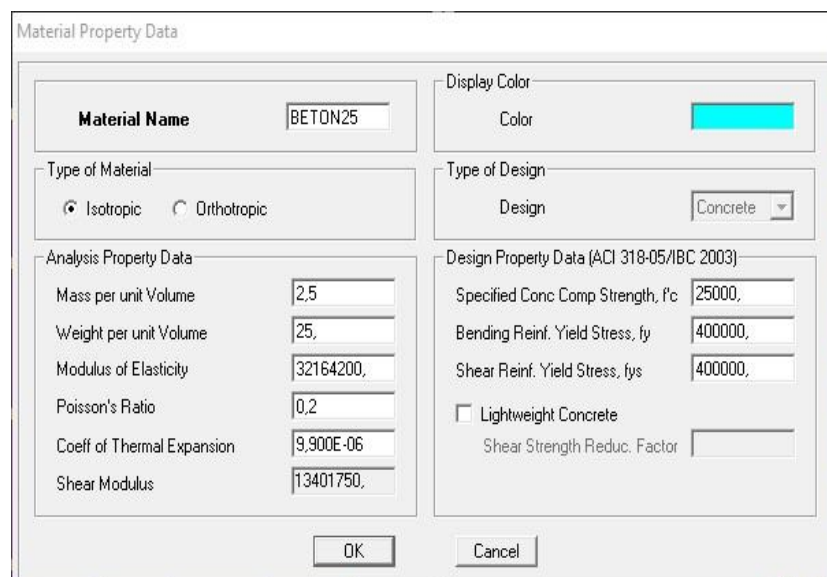 Material Property Data
Material Name BETON25
Display Color
Color
Type of Material
Isotropic Orthotropic
Type of Design
Design Concrete
Analysis Property Data
Mass per unit Volume 2,5
Weight per unit Volume 25,
Modulus of Elasticity 32164200,
Poisson's Ratio 0,2
Coeff of Thermal Expansion 9,900E-06
Shear Modulus 13401750,
Design Property Data (ACI 318-05/IBC 2003)
Specified Conc Comp Strength, f'c 25000,
Bending Reinf. Yield Stress, fy 400000,
Shear Reinf. Yield Stress, fys 400000,
Lightweight Concrete
Shear Strength Reduc. Factor
OK Cancel